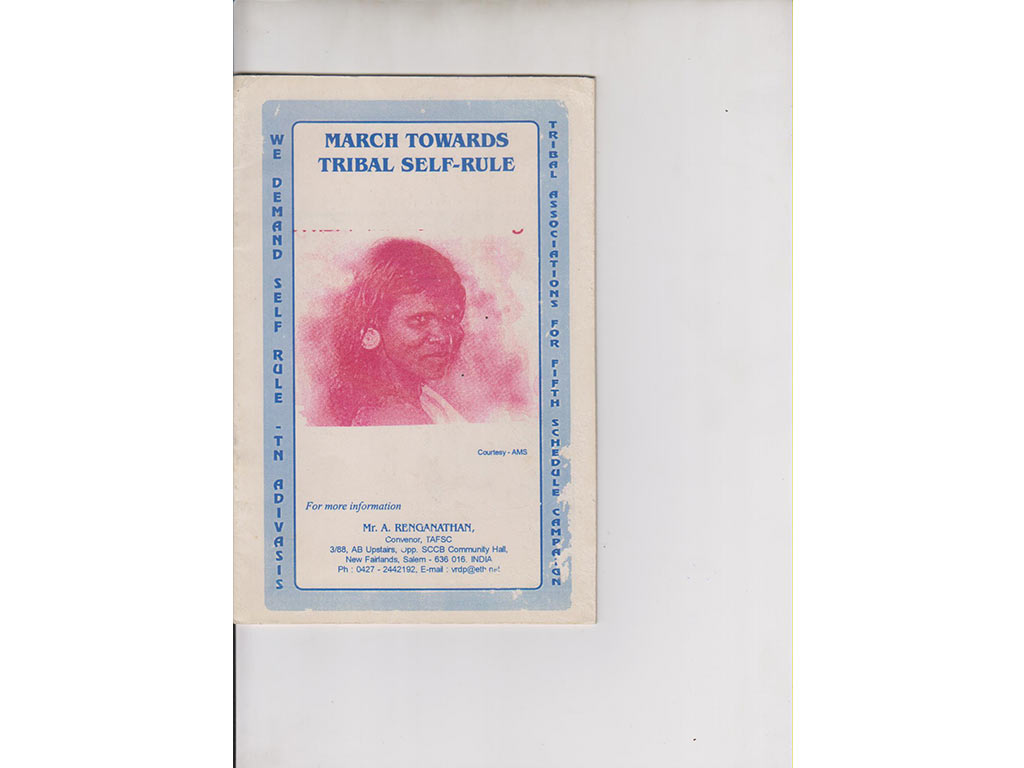 MARCH TOWARDS
TRIBAL SELF-RULE
WE DEMAND SELF RULE -TN ADIVASIS
TRIBAL ASSOCIATIONS FOR FIFTH SCHEDULE CAMPAIGN
Courtesy - AMS
For more information
Mr. A. RENGANATHAN,
Convenor, TAFSC
3/88, AB Upstairs, Opp. SCCB Community Hall,
New Fairlands, Salem - 636 016. INDIA
Ph : 0427 - 2442192, E-mail : vrdp@eth.net